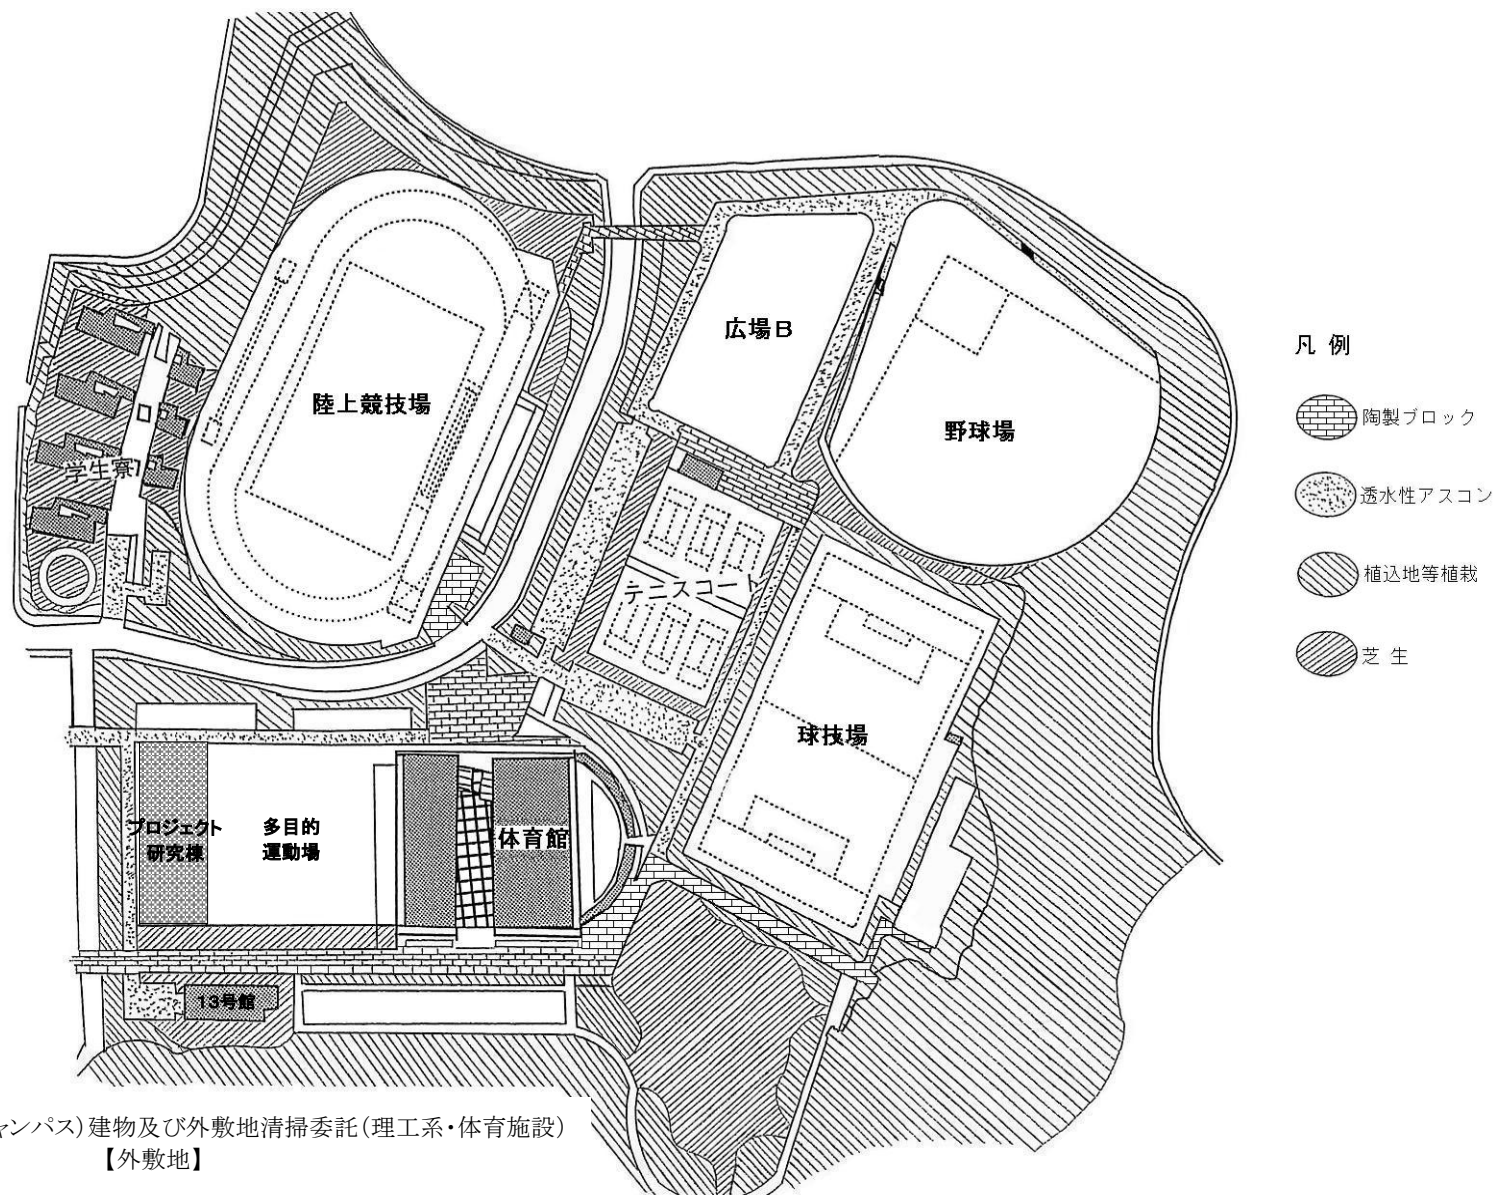 広場B
陸上競技場
野球場
学生寮
テニスコート
球技場
プロジェクト
研究棟
多目的
運動場
体育館
13号館
凡 例
陶製ブロック
透水性アスコン
植込地等植栽
芝 生
ャンパス)建物及び外敷地清掃委託(理工系・体育施設)
【外敷地】